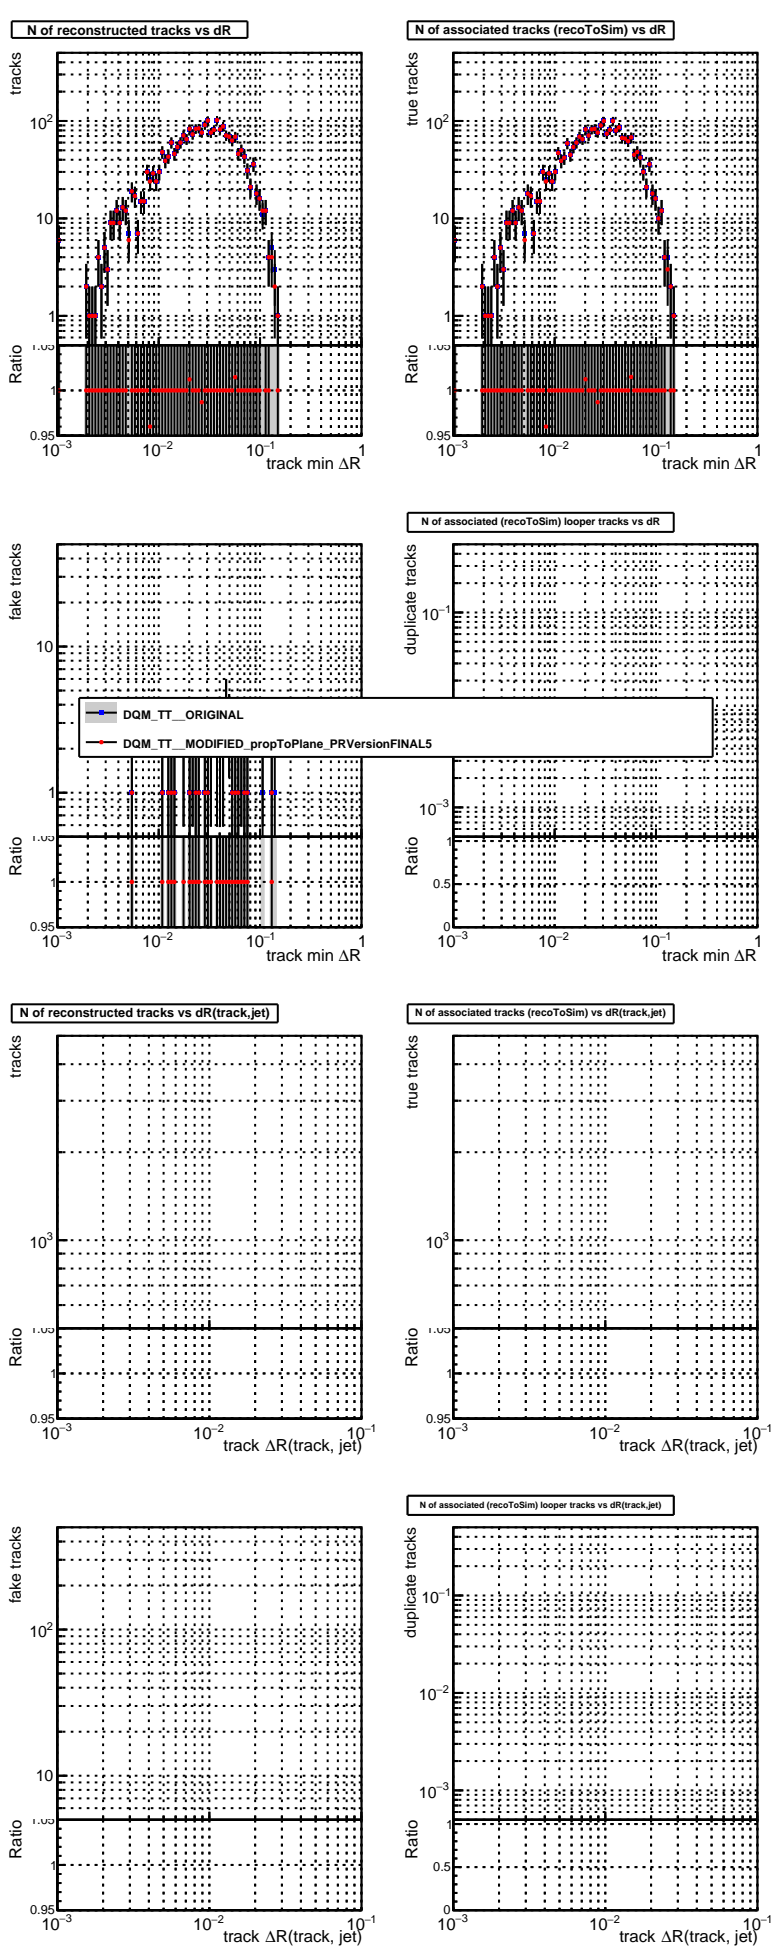 N of reconstructed tracks vs dR
tracks
10²
10
1
Ratio
1.05
1
0.95
10⁻³
10⁻²
10⁻¹
1
track min ΔR
N of associated tracks (recoToSim) vs dR
true tracks
10²
10
1
Ratio
1.05
1
0.95
10⁻³
10⁻²
10⁻¹
1
track min ΔR
fake tracks
10
1
Ratio
1.05
1
0.95
10⁻³
10⁻²
10⁻¹
1
track min ΔR
N of associated (recoToSim) looper tracks vs dR
duplicate tracks
10⁻¹
10⁻³
Ratio
1
0.5
0
10⁻³
10⁻²
10⁻¹
1
track min ΔR
DQM_TT__ORIGINAL
DQM_TT__MODIFIED_propToPlane_PRVersionFINAL5
N of reconstructed tracks vs dR(track,jet)
tracks
10³
Ratio
1.05
1
0.95
10⁻³
10⁻²
10⁻¹
track ΔR(track, jet)
N of associated tracks (recoToSim) vs dR(track,jet)
true tracks
10³
Ratio
1.05
1
0.95
10⁻³
10⁻²
10⁻¹
track ΔR(track, jet)
fake tracks
10²
10
Ratio
1.05
1
0.95
10⁻³
10⁻²
10⁻¹
track ΔR(track, jet)
N of associated (recoToSim) looper tracks vs dR(track,jet)
duplicate tracks
10⁻¹
10⁻²
10⁻³
Ratio
1
0.5
0
10⁻³
10⁻²
10⁻¹
track ΔR(track, jet)